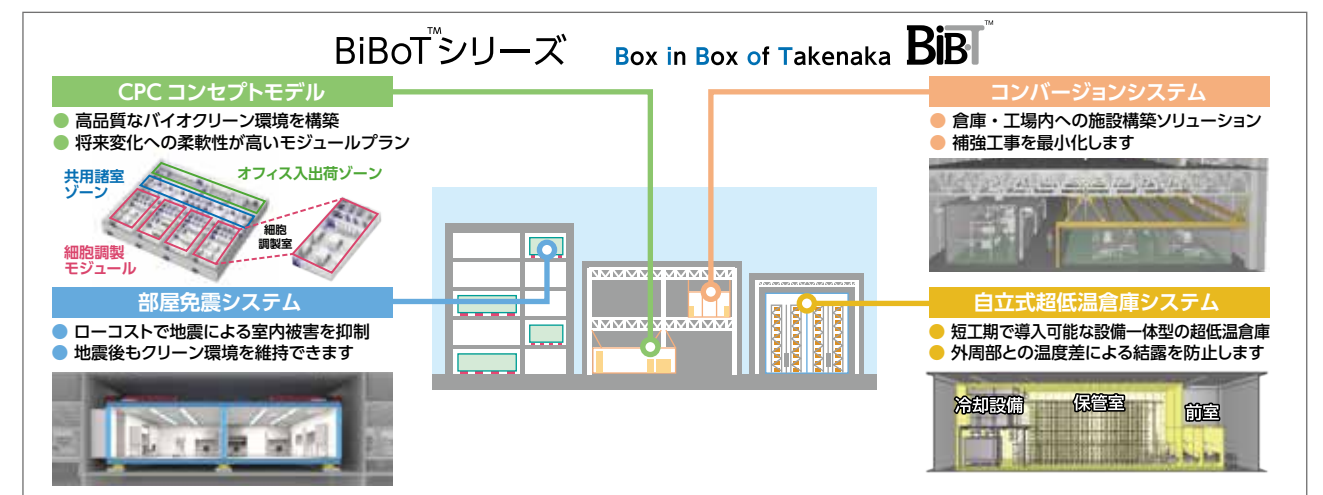 BiBoT™シリーズ
Box in Box of Takenaka
BiBoT™
CPC コンセプトモデル
● 高品質なバイオクリーン環境を構築
● 将来変化への柔軟性が高いモジュールプラン
共用諸室
ゾーン
オフィス入出荷ゾーン
細胞
調製室
細胞調製
モジュール
部屋免震システム
● ローコストで地震による室内被害を抑制
● 地震後もクリーン環境を維持できます
コンバージョンシステム
● 倉庫・工場内への施設構築ソリューション
● 補強工事を最小化します
自立式超低温倉庫システム
● 短工期で導入可能な設備一体型の超低温倉庫
● 外周部との温度差による結露を防止します
冷却設備
保管室
前室